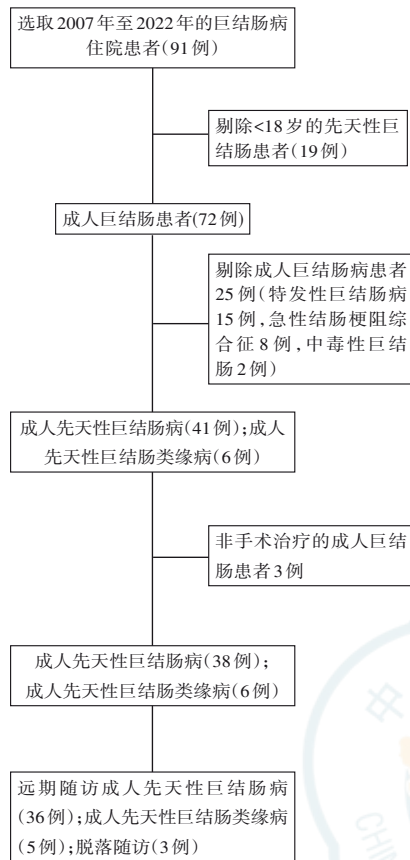 选取2007年至2022年的巨结肠病
住院患者(91例)
剔除<18岁的先天性巨
结肠患者(19例)
成人巨结肠患者(72例)
剔除成人巨结肠病患者
25例(特发性巨结肠病
15例,急性结肠梗阻综
合征8例,中毒性巨结
肠2例)
成人先天性巨结肠病(41例);成人
先天性巨结肠类缘病(6例)
非手术治疗的成人巨结
肠患者3例
成人先天性巨结肠病(38例);
成人先天性巨结肠类缘病(6例)
远期随访成人先天性巨结肠病
(36例);成人先天性巨结肠类缘病
(5例);脱落随访(3例)
中
CHIN